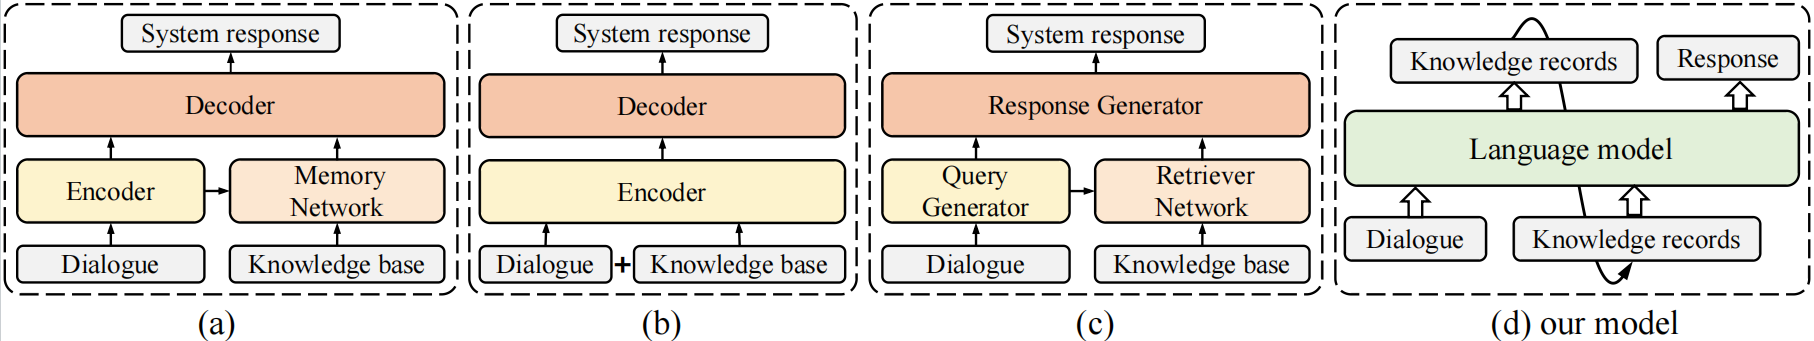 System response
Decoder
Encoder
Memory
Network
Dialogue
Knowledge base
(a)
System response
Decoder
Encoder
Dialogue + Knowledge base
(b)
System response
Response Generator
Query
Generator
Retriever
Network
Dialogue
Knowledge base
(c)
Knowledge records
Response
Language model
Dialogue
Knowledge records
(d) our model